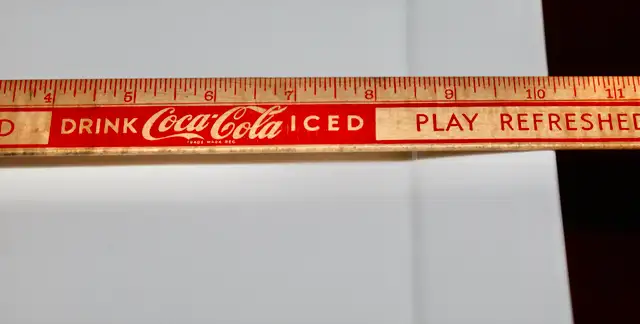 4 5 6 7 8 9 10 11
D DRINK Coca-Cola ICED PLAY REFRESHED
TRADE MARK REG.